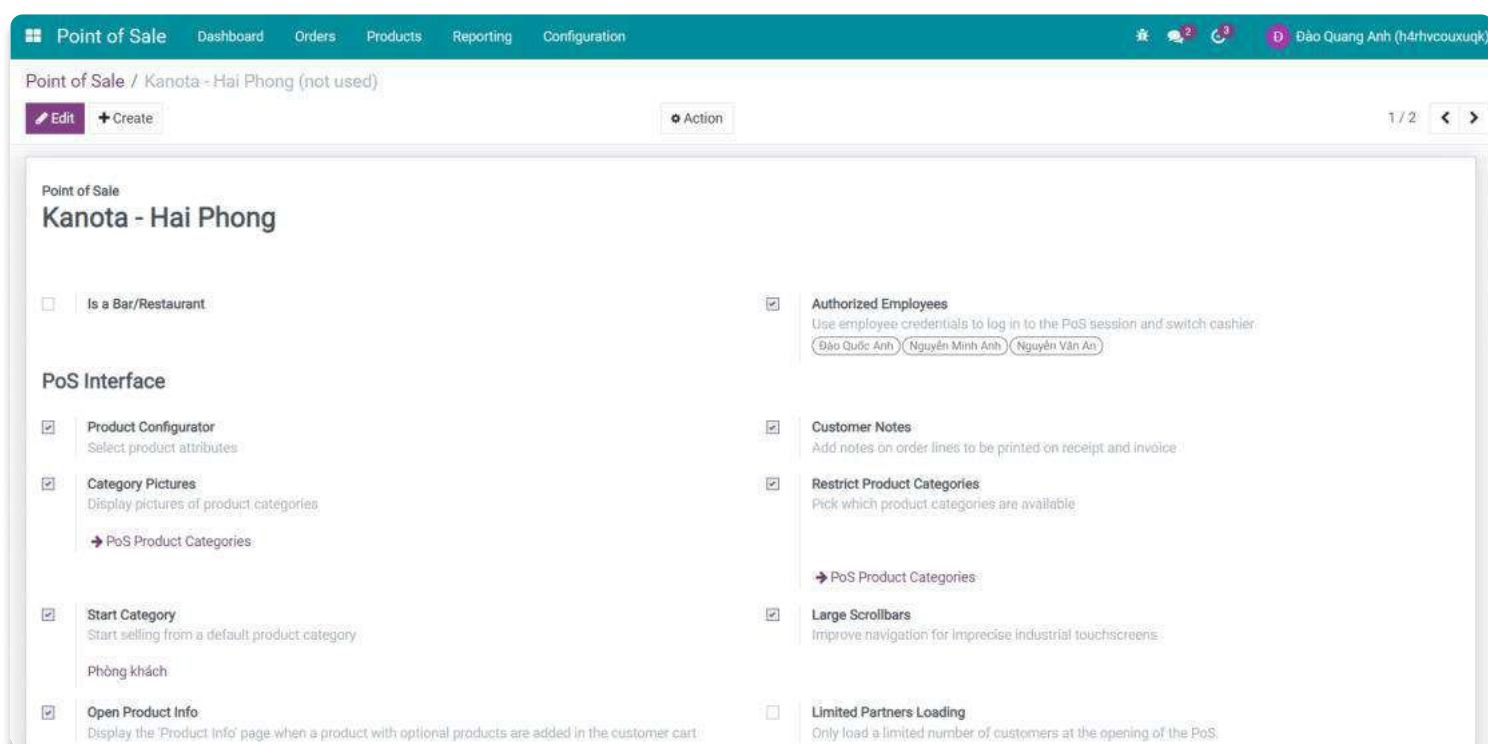 Point of Sale Dashboard Orders Products Reporting Configuration 2 3 Đ Đào Quang Anh (h4rhvcouxuqk)
Point of Sale / Kanota - Hai Phong (not used)
Edit Create Action 1 / 2
Point of Sale
Kanota - Hai Phong
Is a Bar/Restaurant
Authorized Employees
Use employee credentials to log in to the PoS session and switch cashier
Đào Quốc Anh Nguyễn Minh Anh Nguyễn Văn An
PoS Interface
Product Configurator
Select product attributes
Customer Notes
Add notes on order lines to be printed on receipt and invoice
Category Pictures
Display pictures of product categories
PoS Product Categories
Restrict Product Categories
Pick which product categories are available
PoS Product Categories
Start Category
Start selling from a default product category
Phòng khách
Large Scrollbars
Improve navigation for imprecise industrial touchscreens
Open Product Info
Display the 'Product Info' page when a product with optional products are added in the customer cart
Limited Partners Loading
Only load a limited number of customers at the opening of the PoS.